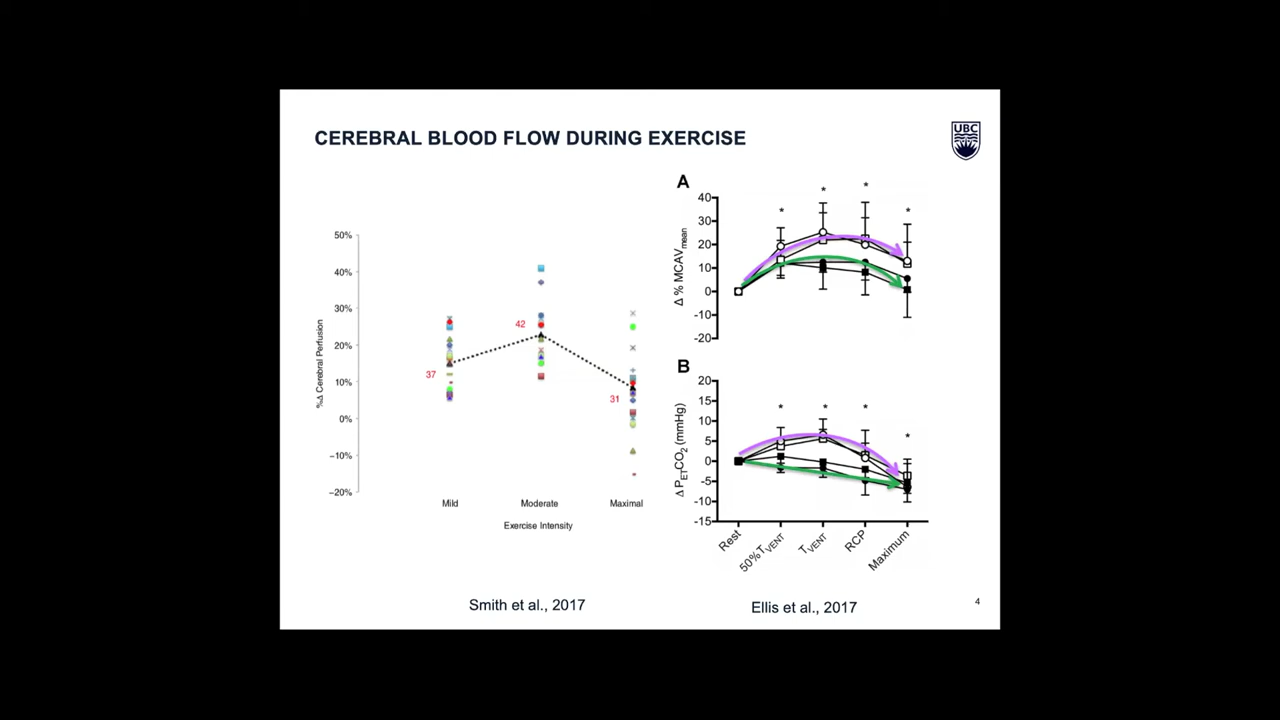 CEREBRAL BLOOD FLOW DURING EXERCISE
UBC
50%
40%
30%
20%
10%
0%
–10%
–20%
%Δ Cerebral Perfusion
37
42
31
Mild Moderate Maximal
Exercise Intensity
Smith et al., 2017
A
40
30
20
10
0
-10
-20
Δ % MCAVmean
* * * *
B
20
15
10
5
0
-5
-10
-15
Δ PETCO2 (mmHg)
* * * *
Rest
50%TVENT
TVENT
RCP
Maximum
Ellis et al., 2017
4